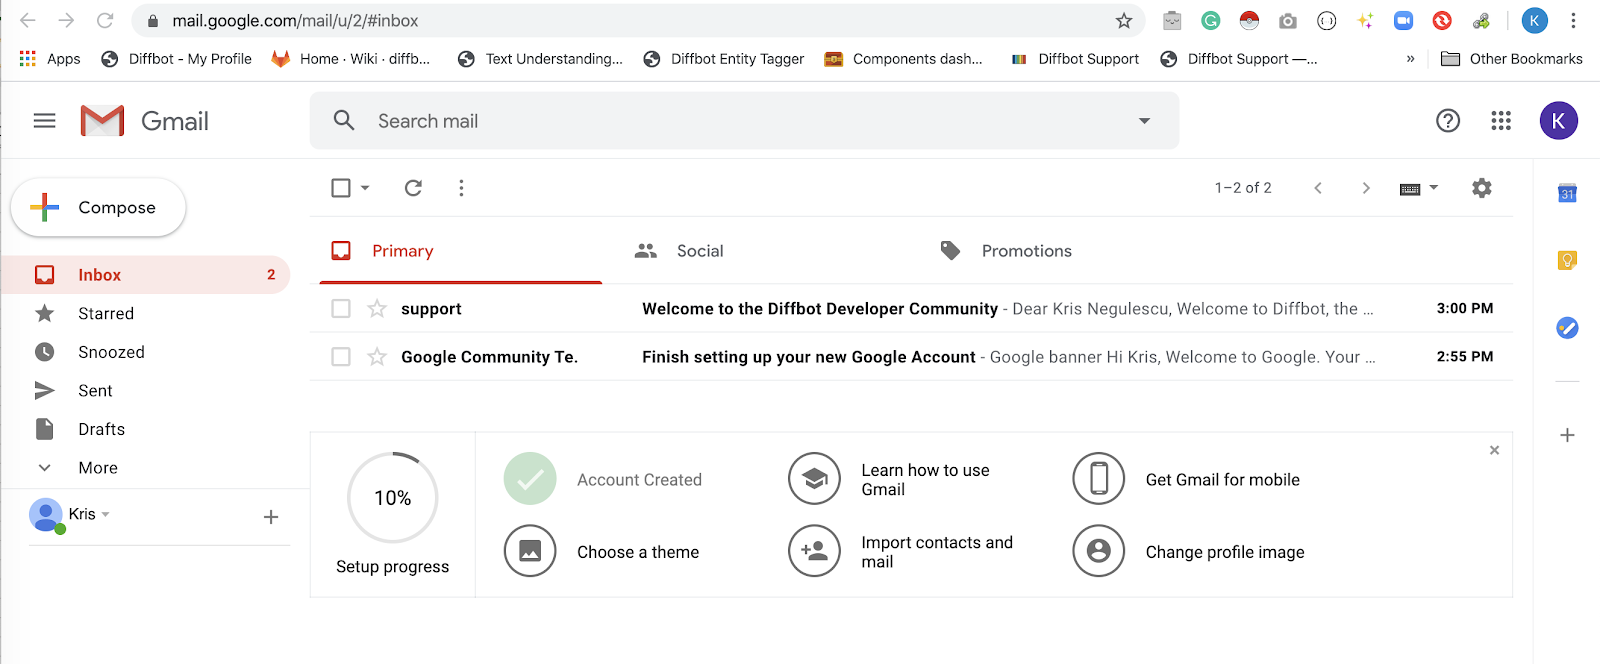 mail.google.com/mail/u/2/#inbox
K
Apps Diffbot - My Profile Home · Wiki · diffb... Text Understanding... Diffbot Entity Tagger Components dash... Diffbot Support Diffbot Support —... » Other Bookmarks
Gmail
Search mail
K
Compose
1–2 of 2
31
Primary
Social
Promotions
Inbox 2
Starred
Snoozed
Sent
Drafts
More
Kris
support Welcome to the Diffbot Developer Community - Dear Kris Negulescu, Welcome to Diffbot, the ... 3:00 PM
Google Community Te. Finish setting up your new Google Account - Google banner Hi Kris, Welcome to Google. Your ... 2:55 PM
10%
Setup progress
Account Created
Learn how to use
Gmail
Get Gmail for mobile
Choose a theme
Import contacts and
mail
Change profile image